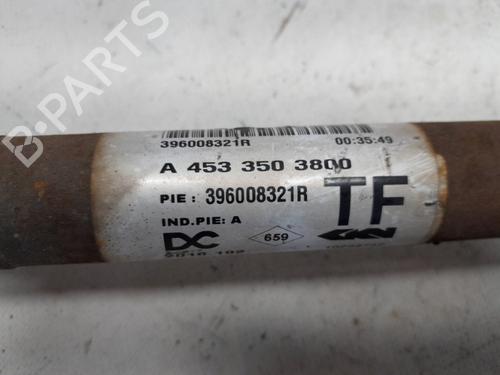 396008321R 00:35:49
A 453 350 3800
PIE : 396008321R
IND.PIE: A
TF
DC 659 GKN
B PARTS